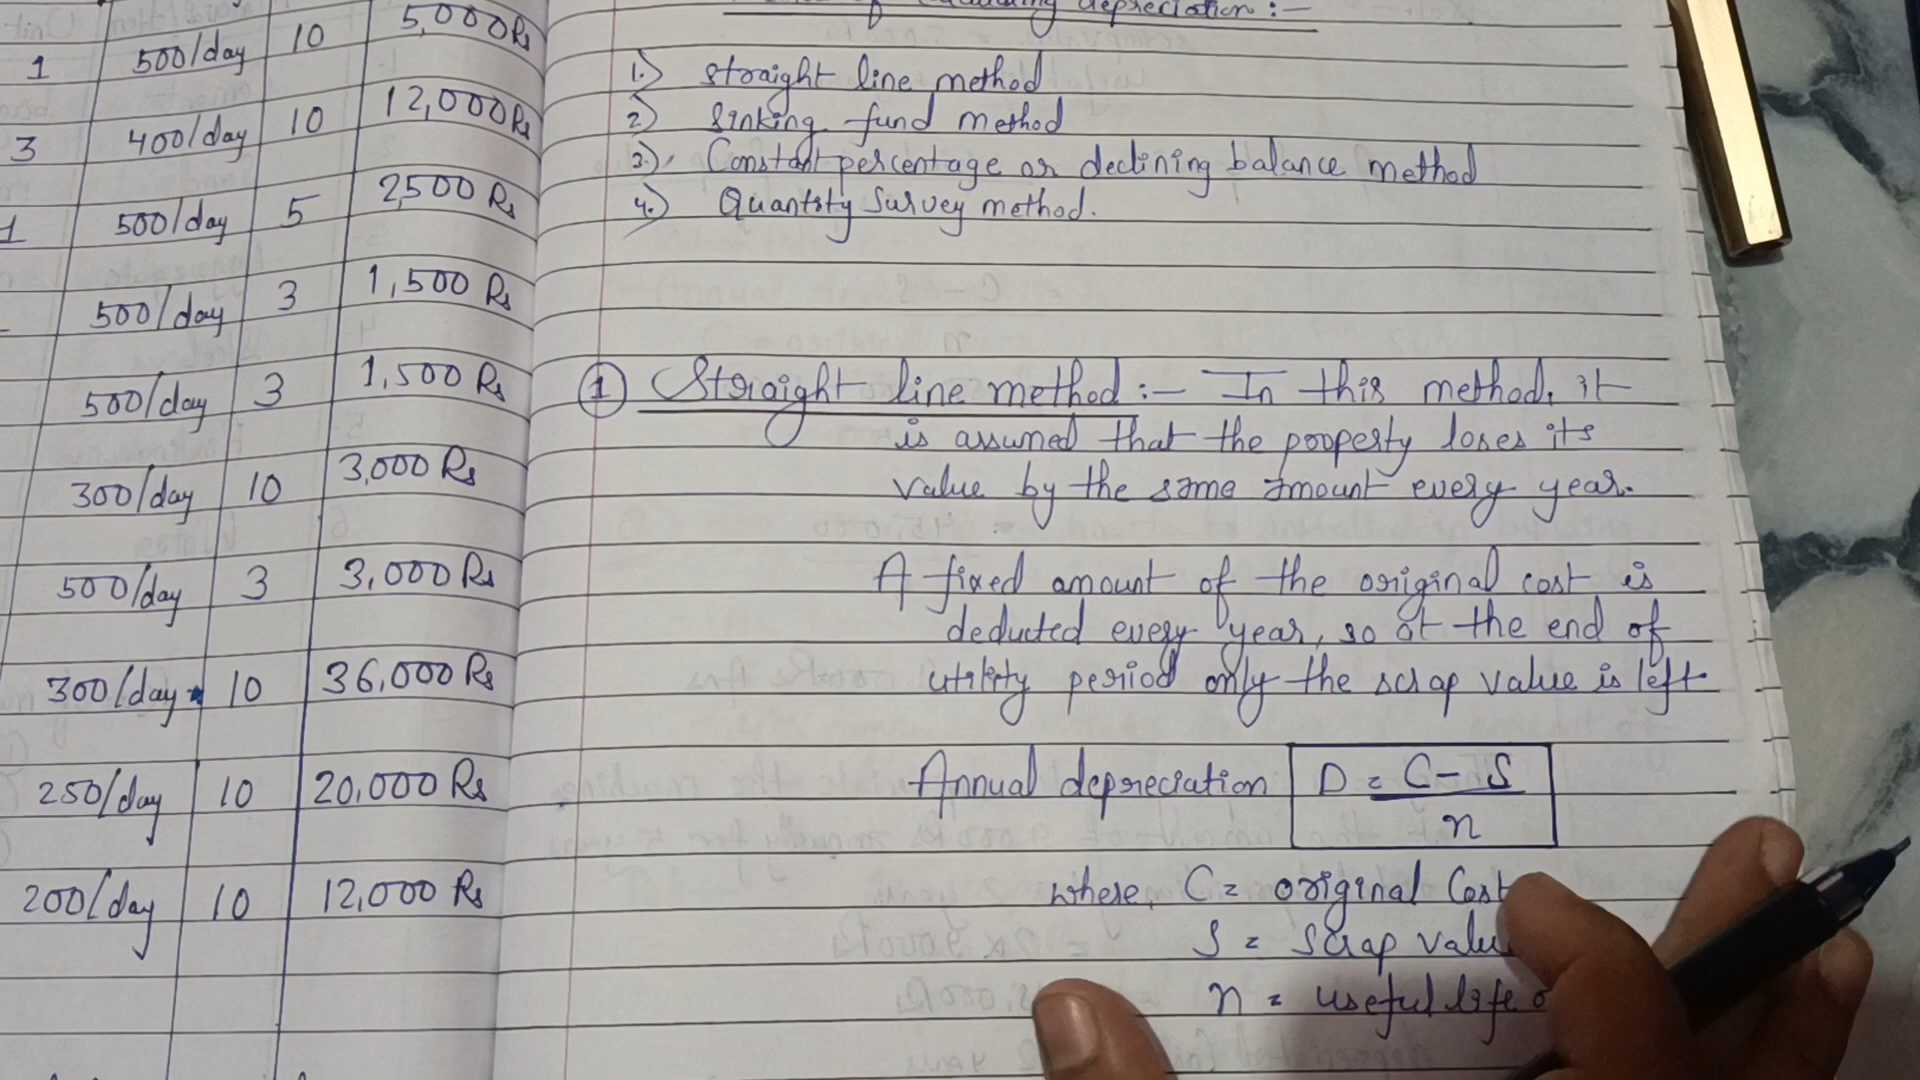 1 500/day 10 5,000 Rs
3 400/day 10 12,000 Rs
1 500/day 5 2,500 Rs
500/day 3 1,500 Rs
500/day 3 1,500 Rs
300/day 10 3,000 Rs
500/day 3 3,000 Rs
300/day 10 36,000 Rs
250/day 10 20,000 Rs
200/day 10 12,000 Rs
of calculating depreciation :-
1.) straight line method
2) Sinking fund method
3.) Constant percentage or declining balance method
4.) Quantity Survey method.
① Straight line method :- In this method, it
is assumed that the property loses its
value by the same amount every year.
A fixed amount of the original cost is
deducted every year, so at the end of
utility period only the scrap value is left
Annual depreciation D = C - S
n
where, C = original Cost
S = Scrap value
n = useful life